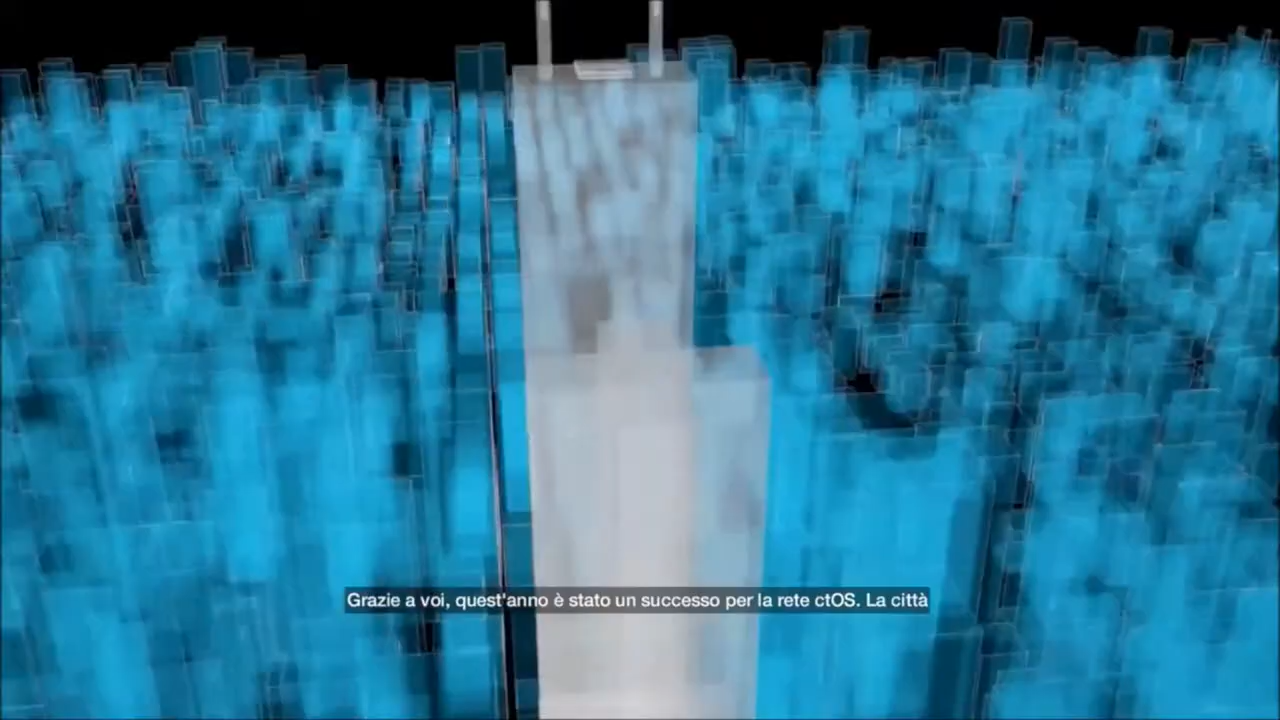 Grazie a voi, quest'anno è stato un successo per la rete ctOS. La città